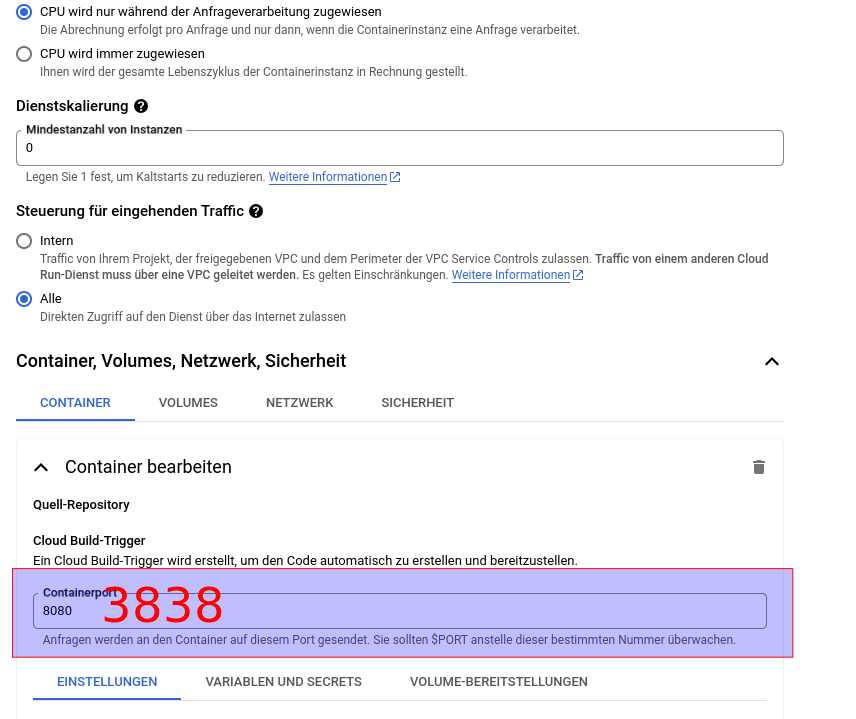 CPU wird nur während der Anfrageverarbeitung zugewiesen
Die Abrechnung erfolgt pro Anfrage und nur dann, wenn die Containerinstanz eine Anfrage verarbeitet.
CPU wird immer zugewiesen
Ihnen wird der gesamte Lebenszyklus der Containerinstanz in Rechnung gestellt.
Dienstskalierung
Mindestanzahl von Instanzen
0
Legen Sie 1 fest, um Kaltstarts zu reduzieren. Weitere Informationen
Steuerung für eingehenden Traffic
Intern
Traffic von Ihrem Projekt, der freigegebenen VPC und dem Perimeter der VPC Service Controls zulassen. Traffic von einem anderen Cloud
Run-Dienst muss über eine VPC geleitet werden. Es gelten Einschränkungen. Weitere Informationen
Alle
Direkten Zugriff auf den Dienst über das Internet zulassen
Container, Volumes, Netzwerk, Sicherheit
CONTAINER VOLUMES NETZWERK SICHERHEIT
Container bearbeiten
Quell-Repository
Cloud Build-Trigger
Ein Cloud Build-Trigger wird erstellt, um den Code automatisch zu erstellen und bereitzustellen.
Containerport
8080 3838
Anfragen werden an den Container auf diesem Port gesendet. Sie sollten $PORT anstelle dieser bestimmten Nummer überwachen.
EINSTELLUNGEN VARIABLEN UND SECRETS VOLUME-BEREITSTELLUNGEN